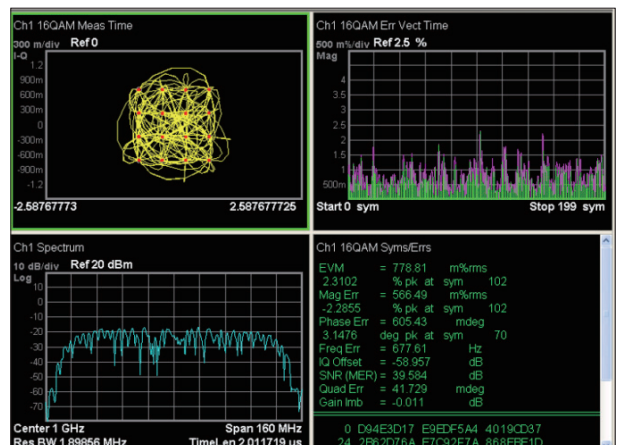 Ch1 16QAM Meas Time
300 m/div Ref 0
I-Q
1.2
900m
600m
300m
0
-300m
-600m
-900m
-1.2
-2.58767773 2.587677725
Ch1 16QAM Err Vect Time
500 m%/div Ref 2.5 %
Mag
4
3.5
3
2.5
2
1.5
500m
Start 0 sym Stop 199 sym
Ch1 Spectrum
10 dB/div Ref 20 dBm
Log
10
0
-10
-20
-30
-40
-50
-60
-70
Center 1 GHz Span 160 MHz
Res BW 1.89856 MHz TimeLen 2.011719 us
Ch1 16QAM Syms/Errs
EVM = 778.81 m%rms
2.3102 % pk at sym 102
Mag Err = 566.49 m%rms
-2.2855 % pk at sym 102
Phase Err = 605.43 mdeg
3.1476 deg pk at sym 70
Freq Err = 677.61 Hz
IQ Offset = -58.957 dB
SNR (MER) = 39.584 dB
Quad Err = 41.729 mdeg
Gain Imb = -0.011 dB
0 D94E3D17 E9EDF5A4 4019CD37
24 2B62D76A E7C92F7A 868EBE1D